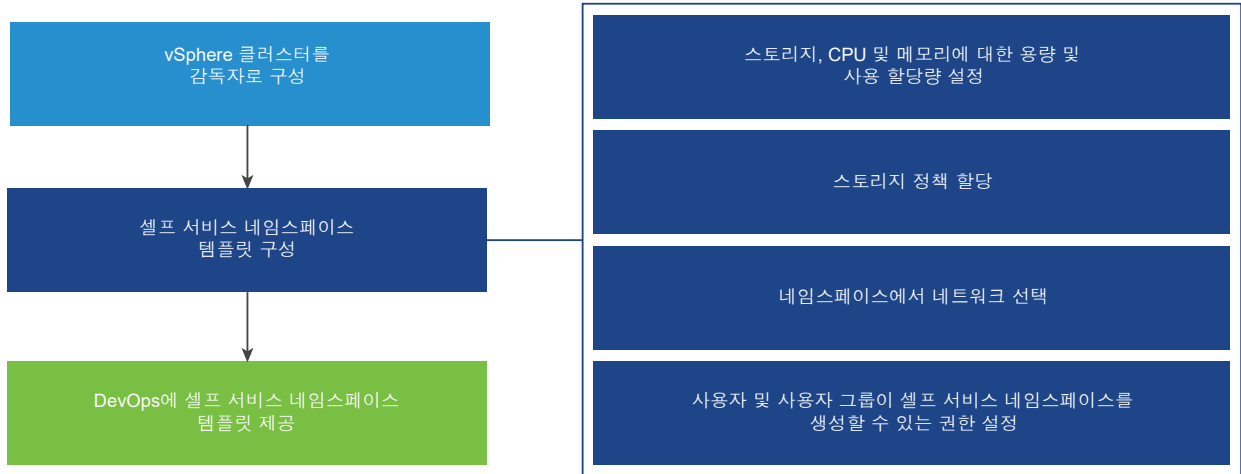 vSphere 클러스터를
감독자로 구성
셀프 서비스 네임스페이스
템플릿 구성
DevOps에 셀프 서비스 네임스페이스
템플릿 제공
스토리지, CPU 및 메모리에 대한 용량 및
사용 할당량 설정
스토리지 정책 할당
네임스페이스에서 네트워크 선택
사용자 및 사용자 그룹이 셀프 서비스 네임스페이스를
생성할 수 있는 권한 설정